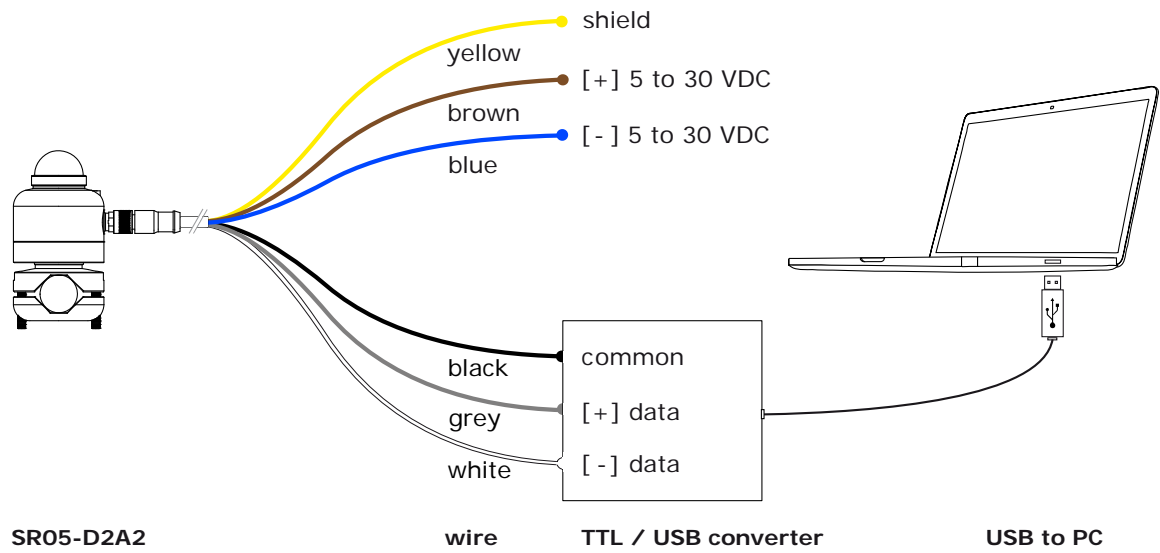 shield
yellow
[+] 5 to 30 VDC
brown
[-] 5 to 30 VDC
blue
common
black
[+] data
grey
[-] data
white
SR05-D2A2 wire TTL / USB converter USB to PC